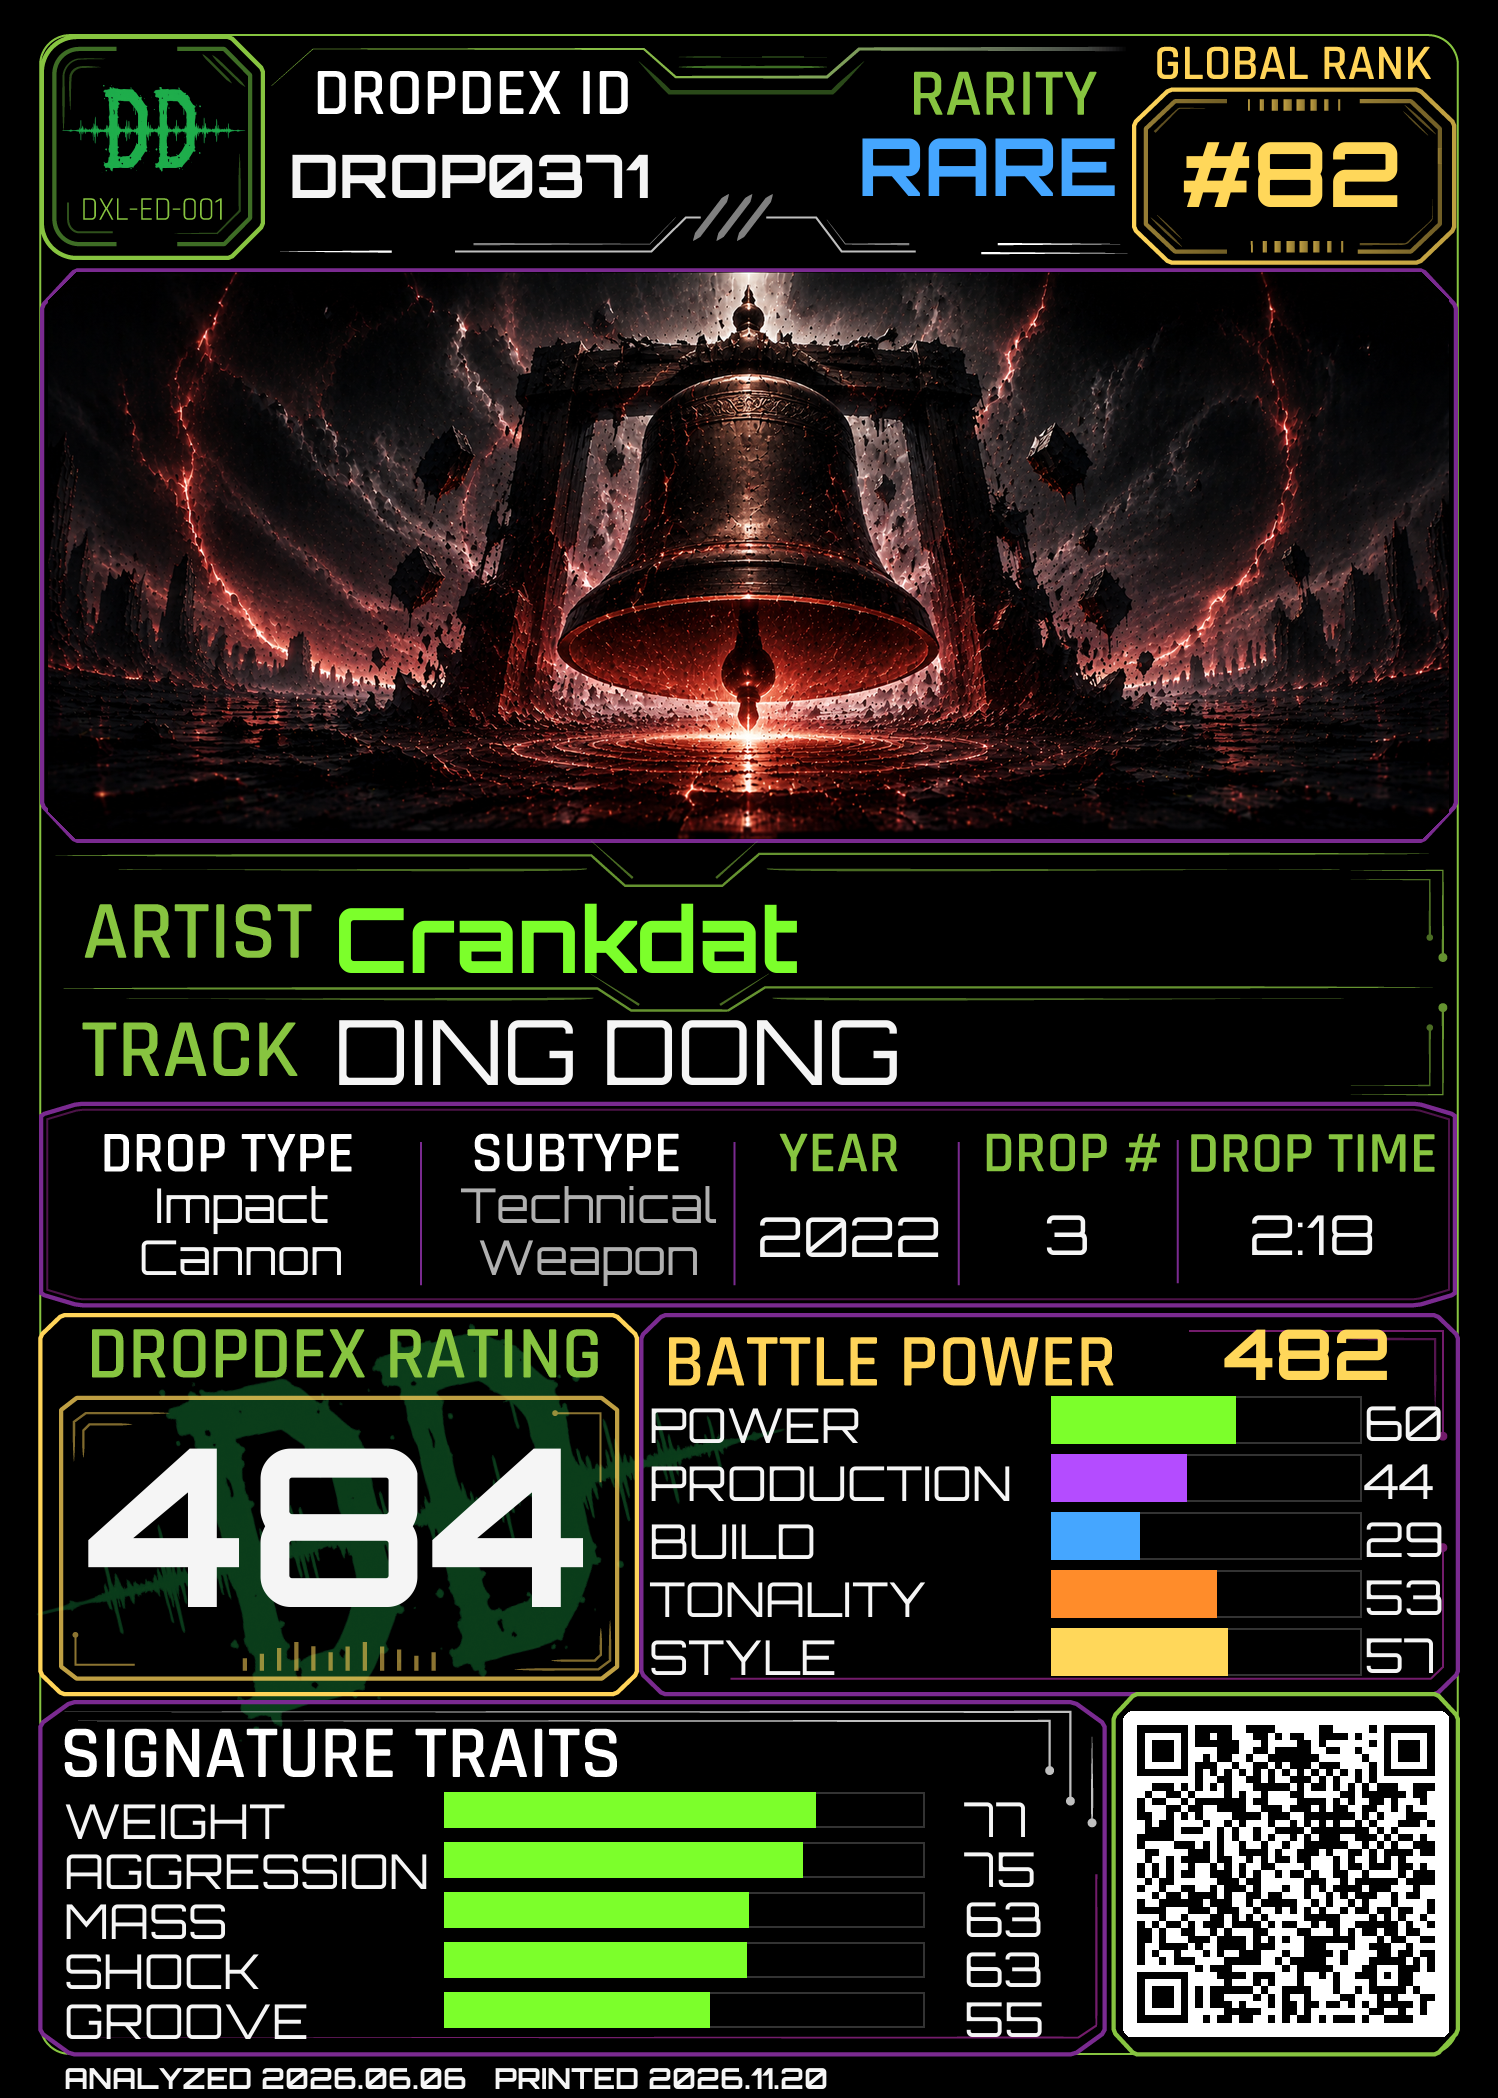 DD
DXL-ED-001
DROPDEX ID
DROP0371
RARITY
RARE
GLOBAL RANK
#82
ARTIST Crankdat
TRACK DING DONG
DROP TYPE
Impact
Cannon
SUBTYPE
Technical
Weapon
YEAR
2022
DROP #
3
DROP TIME
2:18
DROPDEX RATING
484
BATTLE POWER 482
POWER 60
PRODUCTION 44
BUILD 29
TONALITY 53
STYLE 57
SIGNATURE TRAITS
WEIGHT 77
AGGRESSION 75
MASS 63
SHOCK 63
GROOVE 55
ANALYZED 2026.06.06 PRINTED 2026.11.20